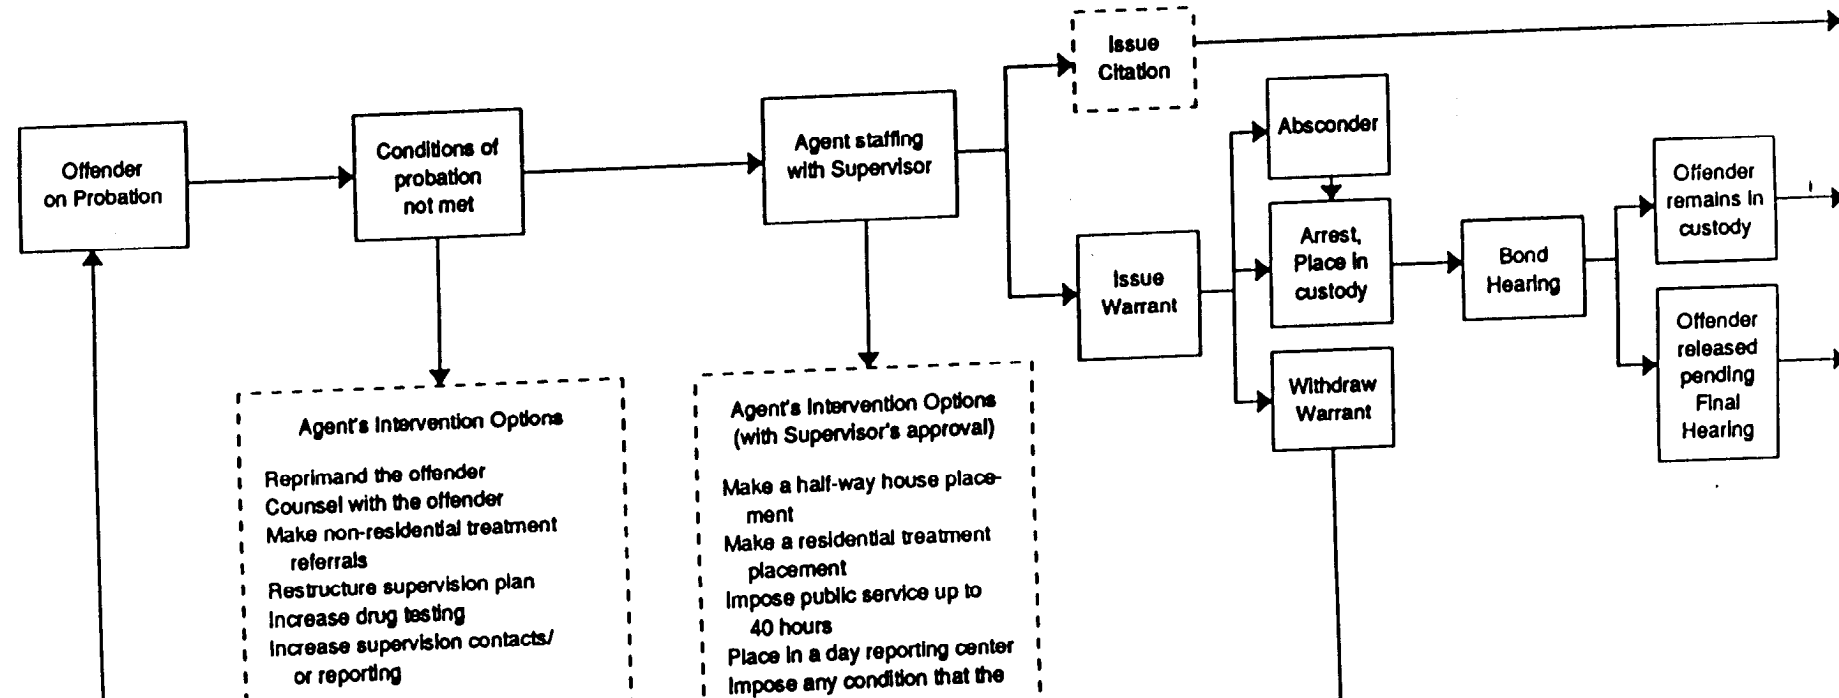 Issue
Citation
Offender
on Probation
Conditions of
probation
not met
Agent staffing
with Supervisor
Absconder
Issue
Warrant
Arrest,
Place in
custody
Withdraw
Warrant
Bond
Hearing
Offender
remains in
custody
Offender
released
pending
Final
Hearing
Agent's Intervention Options
Reprimand the offender
Counsel with the offender
Make non-residential treatment
referrals
Restructure supervision plan
Increase drug testing
Increase supervision contacts/
or reporting
Agent's Intervention Options
(with Supervisor's approval)
Make a half-way house place-
ment
Make a residential treatment
placement
Impose public service up to
40 hours
Place in a day reporting center
Impose any condition that the